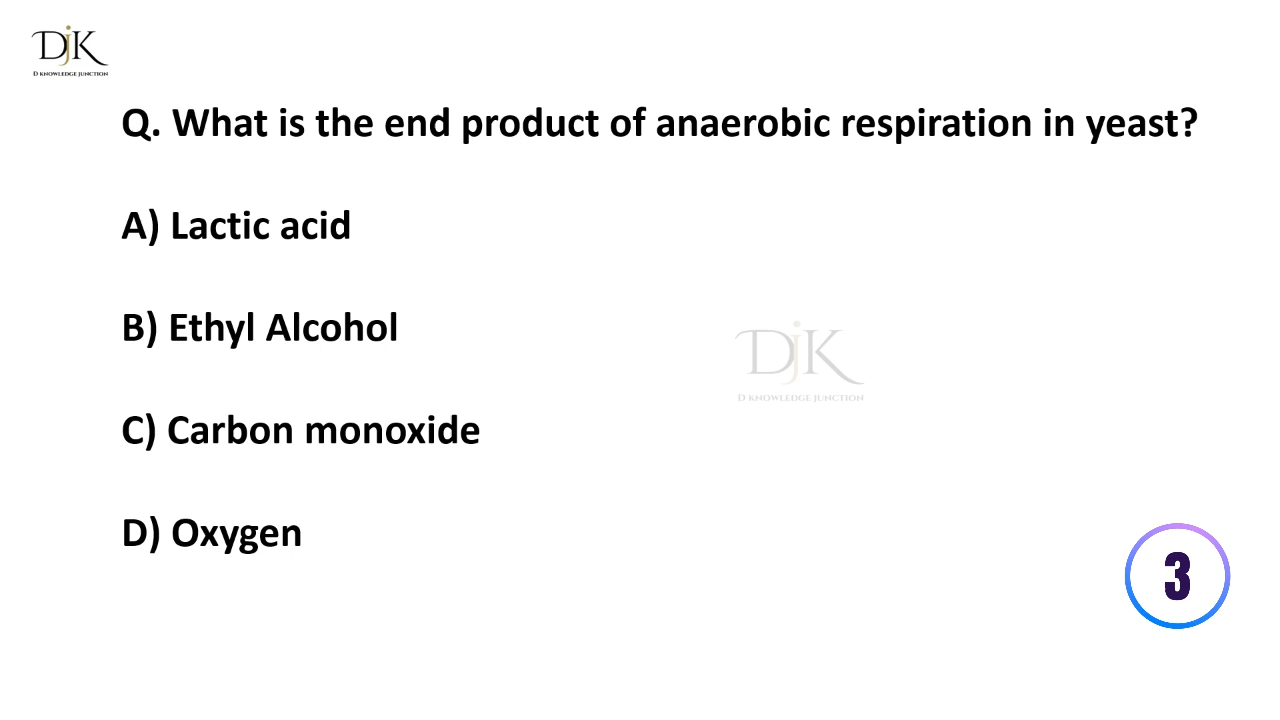 DjK
D KNOWLEDGE JUNCTION
Q. What is the end product of anaerobic respiration in yeast?
A) Lactic acid
B) Ethyl Alcohol
DjK
D KNOWLEDGE JUNCTION
C) Carbon monoxide
D) Oxygen
3